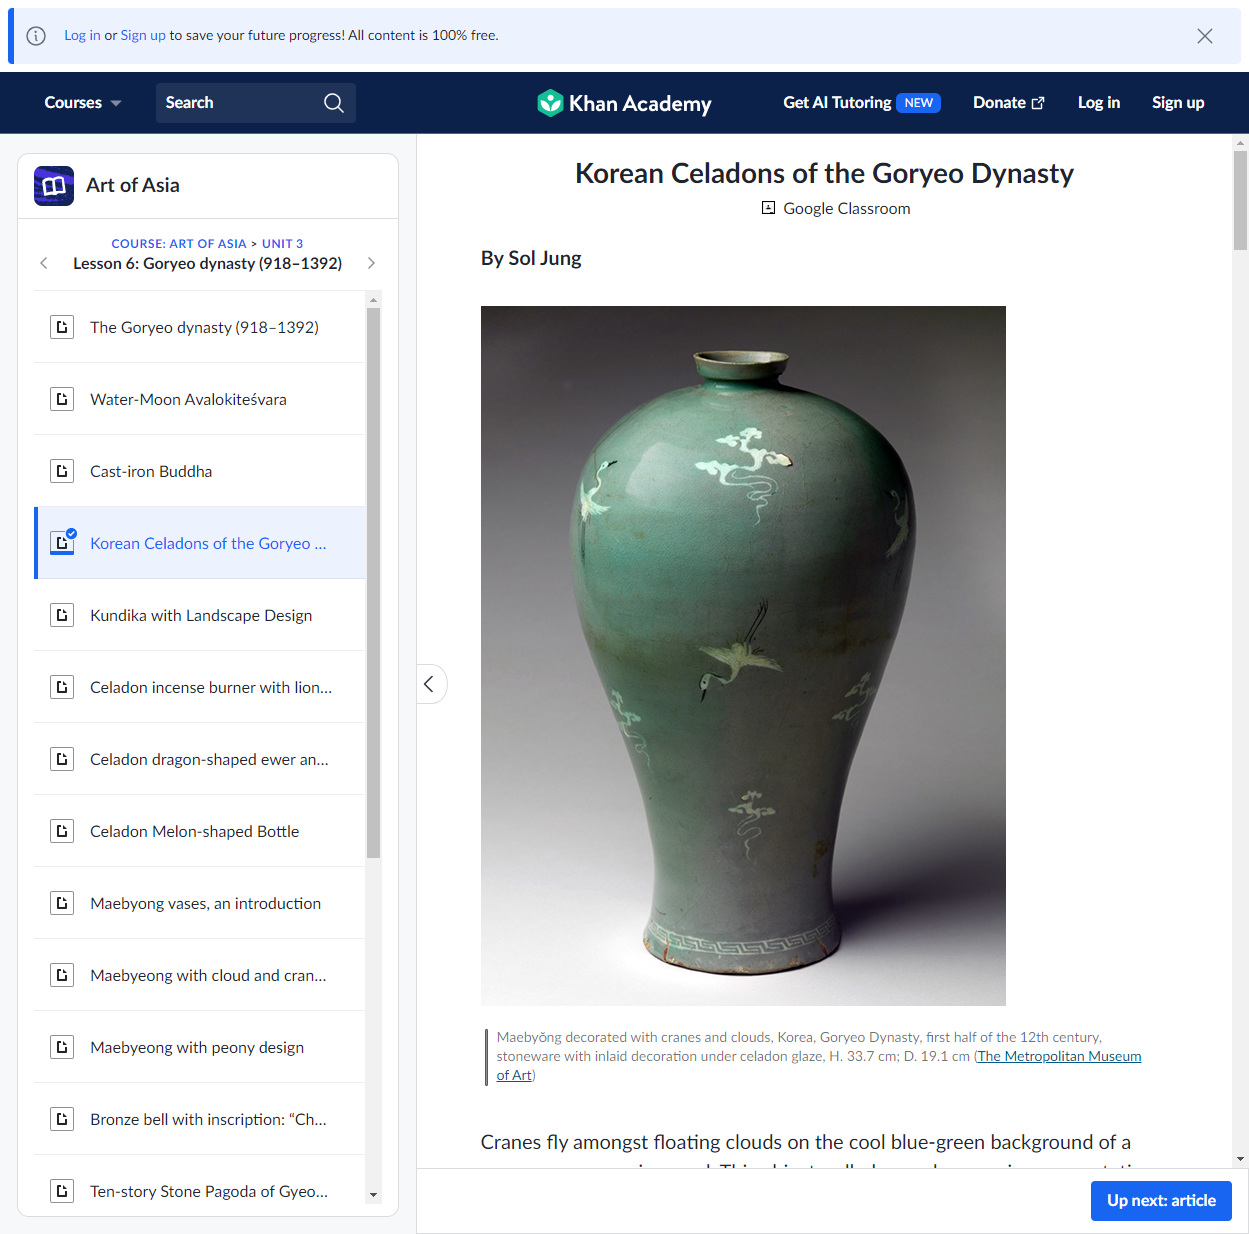 Log in or Sign up to save your future progress! All content is 100% free.
Courses
Search
Khan Academy
Get AI Tutoring NEW
Donate
Log in
Sign up
Art of Asia
COURSE: ART OF ASIA > UNIT 3
Lesson 6: Goryeo dynasty (918–1392)
The Goryeo dynasty (918–1392)
Water-Moon Avalokiteśvara
Cast-iron Buddha
Korean Celadons of the Goryeo ...
Kundika with Landscape Design
Celadon incense burner with lion...
Celadon dragon-shaped ewer an...
Celadon Melon-shaped Bottle
Maebyong vases, an introduction
Maebyeong with cloud and cran...
Maebyeong with peony design
Bronze bell with inscription: “Ch...
Ten-story Stone Pagoda of Gyeo...
Korean Celadons of the Goryeo Dynasty
Google Classroom
By Sol Jung
Maebyŏng decorated with cranes and clouds, Korea, Goryeo Dynasty, first half of the 12th century,
stoneware with inlaid decoration under celadon glaze, H. 33.7 cm; D. 19.1 cm (The Metropolitan Museum
of Art)
Cranes fly amongst floating clouds on the cool blue-green background of a
Up next: article